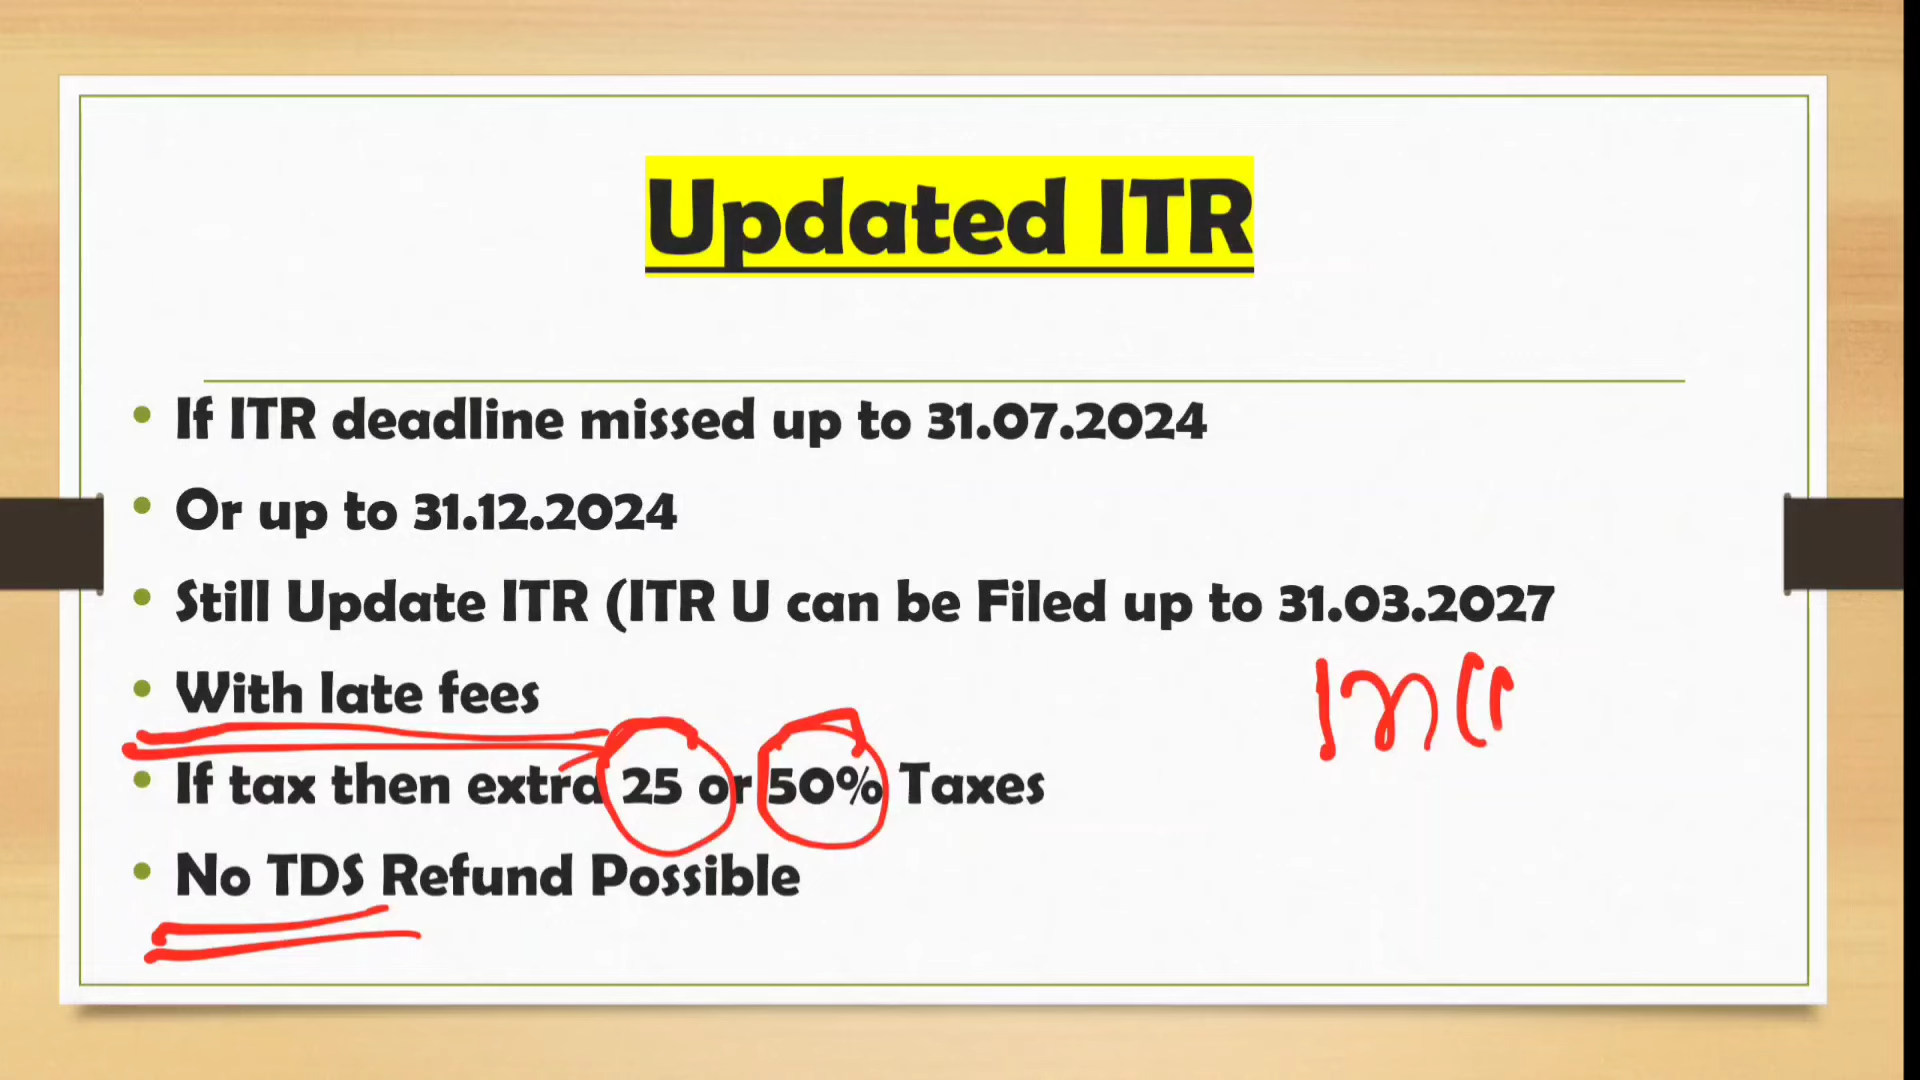 Updated ITR
If ITR deadline missed up to 31.07.2024
Or up to 31.12.2024
Still Update ITR (ITR U can be Filed up to 31.03.2027
With late fees
If tax then extra 25 or 50% Taxes
No TDS Refund Possible